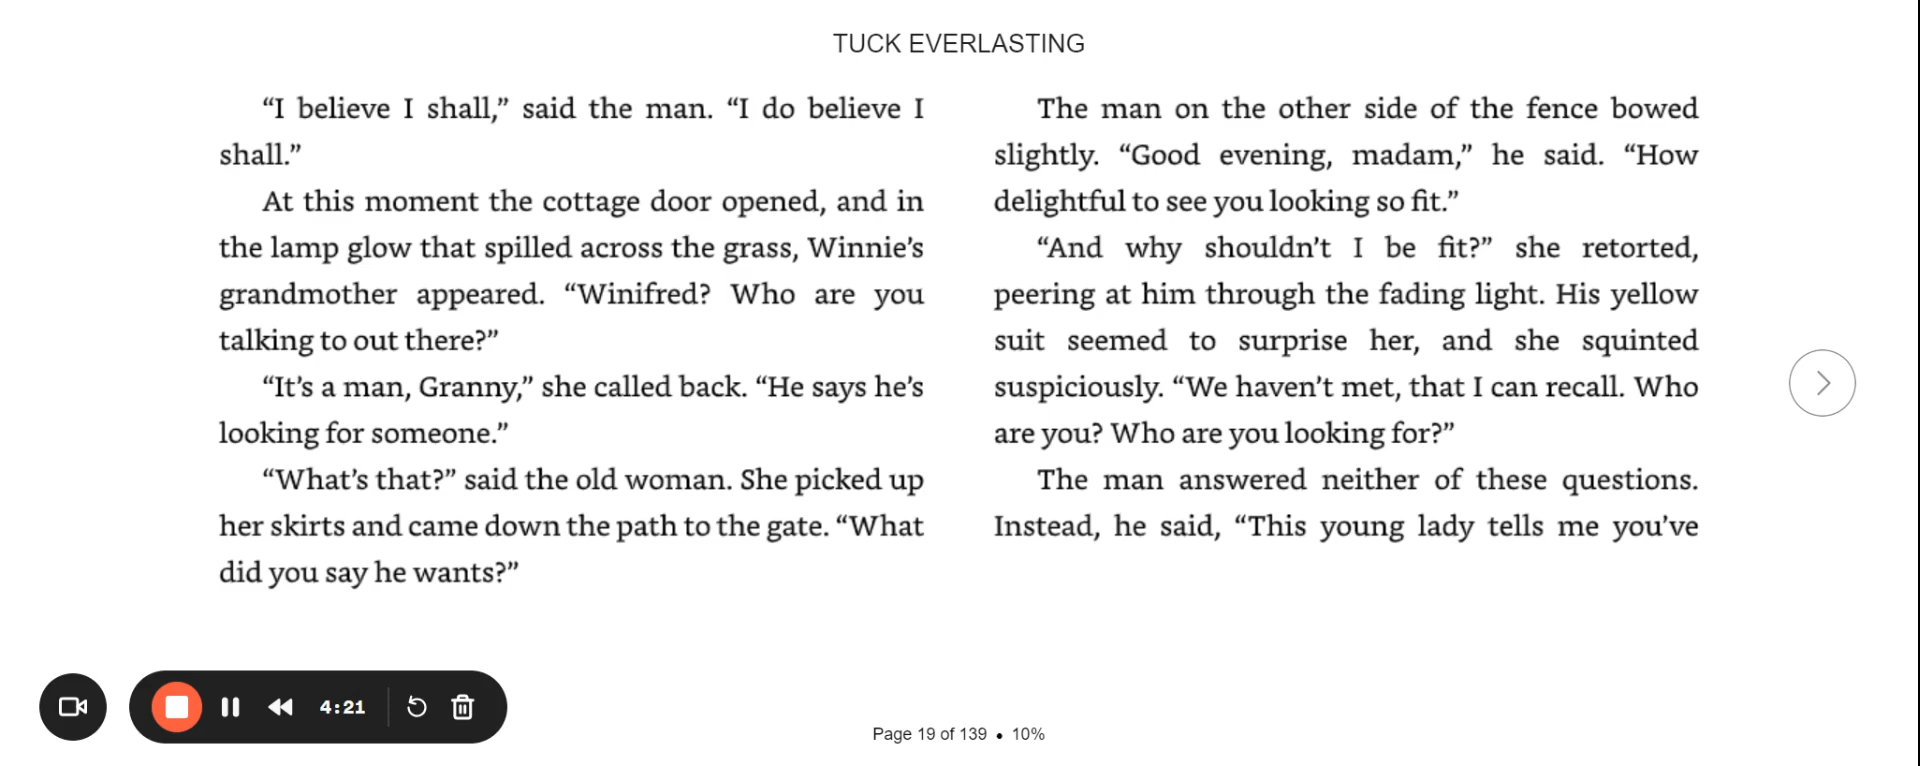 TUCK EVERLASTING
“I believe I shall,” said the man. “I do believe I
shall.”
At this moment the cottage door opened, and in
the lamp glow that spilled across the grass, Winnie’s
grandmother appeared. “Winifred? Who are you
talking to out there?”
“It’s a man, Granny,” she called back. “He says he’s
looking for someone.”
“What’s that?” said the old woman. She picked up
her skirts and came down the path to the gate. “What
did you say he wants?”
The man on the other side of the fence bowed
slightly. “Good evening, madam,” he said. “How
delightful to see you looking so fit.”
“And why shouldn’t I be fit?” she retorted,
peering at him through the fading light. His yellow
suit seemed to surprise her, and she squinted
suspiciously. “We haven’t met, that I can recall. Who
are you? Who are you looking for?”
The man answered neither of these questions.
Instead, he said, “This young lady tells me you’ve
4:21
Page 19 of 139 • 10%